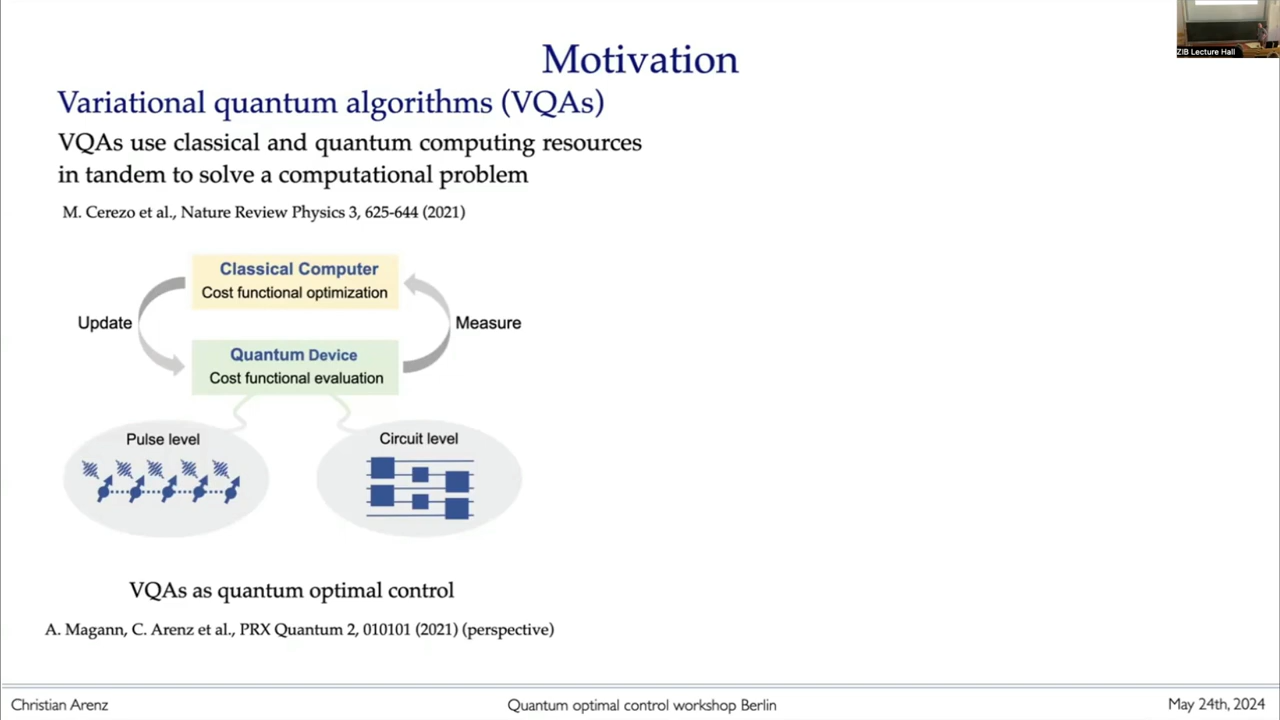 ZIB Lecture Hall
Motivation
Variational quantum algorithms (VQAs)
VQAs use classical and quantum computing resources
in tandem to solve a computational problem
M. Cerezo et al., Nature Review Physics 3, 625-644 (2021)
Classical Computer
Cost functional optimization
Update
Measure
Quantum Device
Cost functional evaluation
Pulse level
Circuit level
VQAs as quantum optimal control
A. Magann, C. Arenz et al., PRX Quantum 2, 010101 (2021) (perspective)
Christian Arenz
Quantum optimal control workshop Berlin
May 24th, 2024